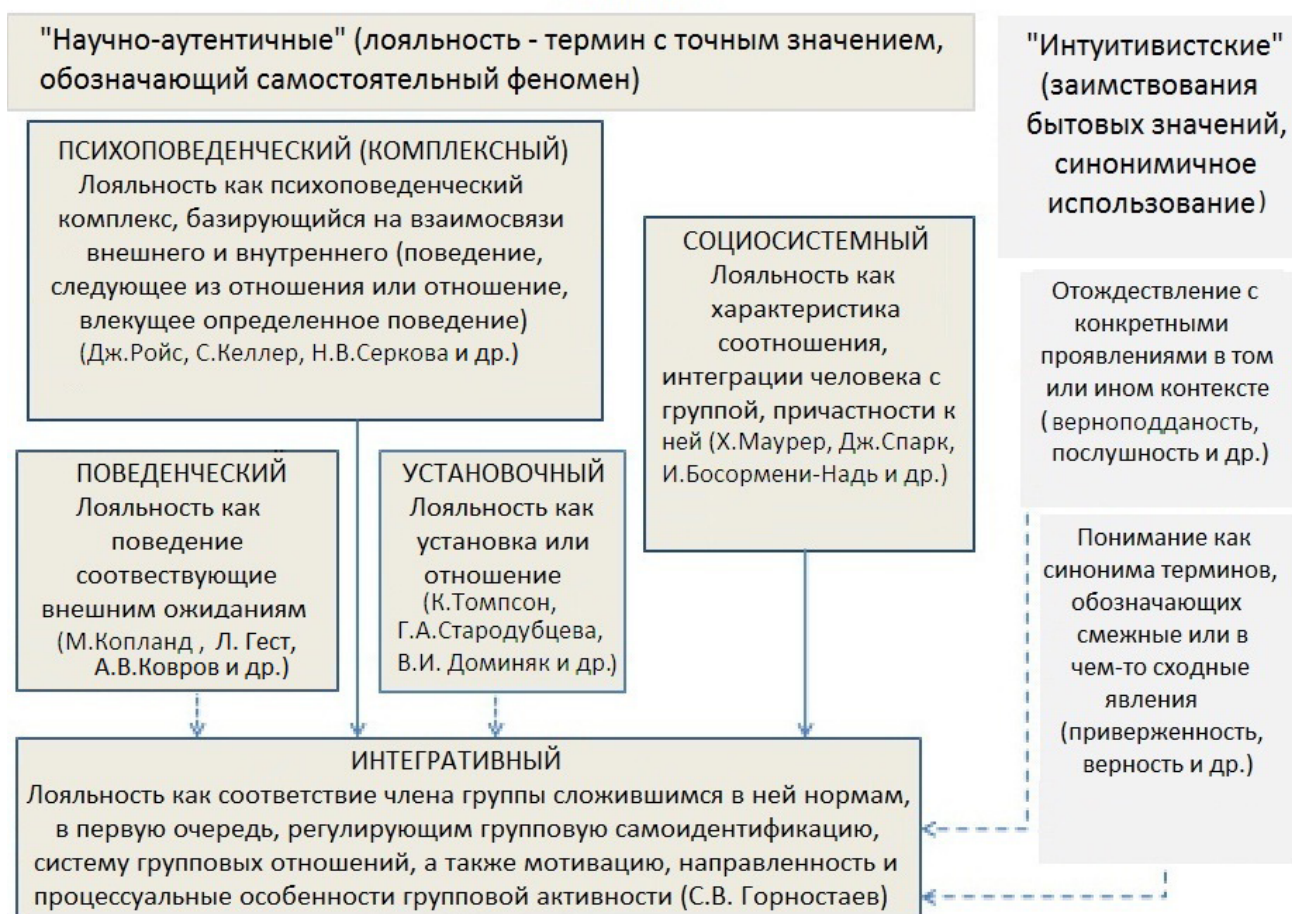 "Научно-аутентичные" (лояльность - термин с точным значением,
обозначающий самостоятельный феномен)
"Интуитивистские"
(заимствования
бытовых значений,
синонимичное
использование)
ПСИХОПОВЕДЕНЧЕСКИЙ (КОМПЛЕКСНЫЙ)
Лояльность как психоповеденческий
комплекс, базирующийся на взаимосвязи
внешнего и внутреннего (поведение,
следующее из отношения или отношение,
влекущее определенное поведение)
(Дж.Ройс, С.Келлер, Н.В.Серкова и др.)
СОЦИОСИСТЕМНЫЙ
Лояльность как
характеристика
соотношения,
интеграции человека с
группой, причастности к
ней (Х.Маурер, Дж.Спарк,
И.Босормени-Надь и др.)
Отождествление с
конкретными
проявлениями в том
или ином контексте
(верноподданость,
послушность и др.)
ПОВЕДЕНЧЕСКИЙ
Лояльность как
поведение
соотвествующие
внешним ожиданиям
(М.Копланд , Л. Гест,
А.В.Ковров и др.)
УСТАНОВОЧНЫЙ
Лояльность как
установка или
отношение
(К.Томпсон,
Г.А.Стародубцева,
В.И. Доминяк и др.)
Понимание как
синонима терминов,
обозначающих
смежные или в
чем-то сходные
явления
(приверженность,
верность и др.)
ИНТЕГРАТИВНЫЙ
Лояльность как соответствие члена группы сложившимся в ней нормам,
в первую очередь, регулирующим групповую самоидентификацию,
систему групповых отношений, а также мотивацию, направленность и
процессуальные особенности групповой активности (С.В. Горностаев)